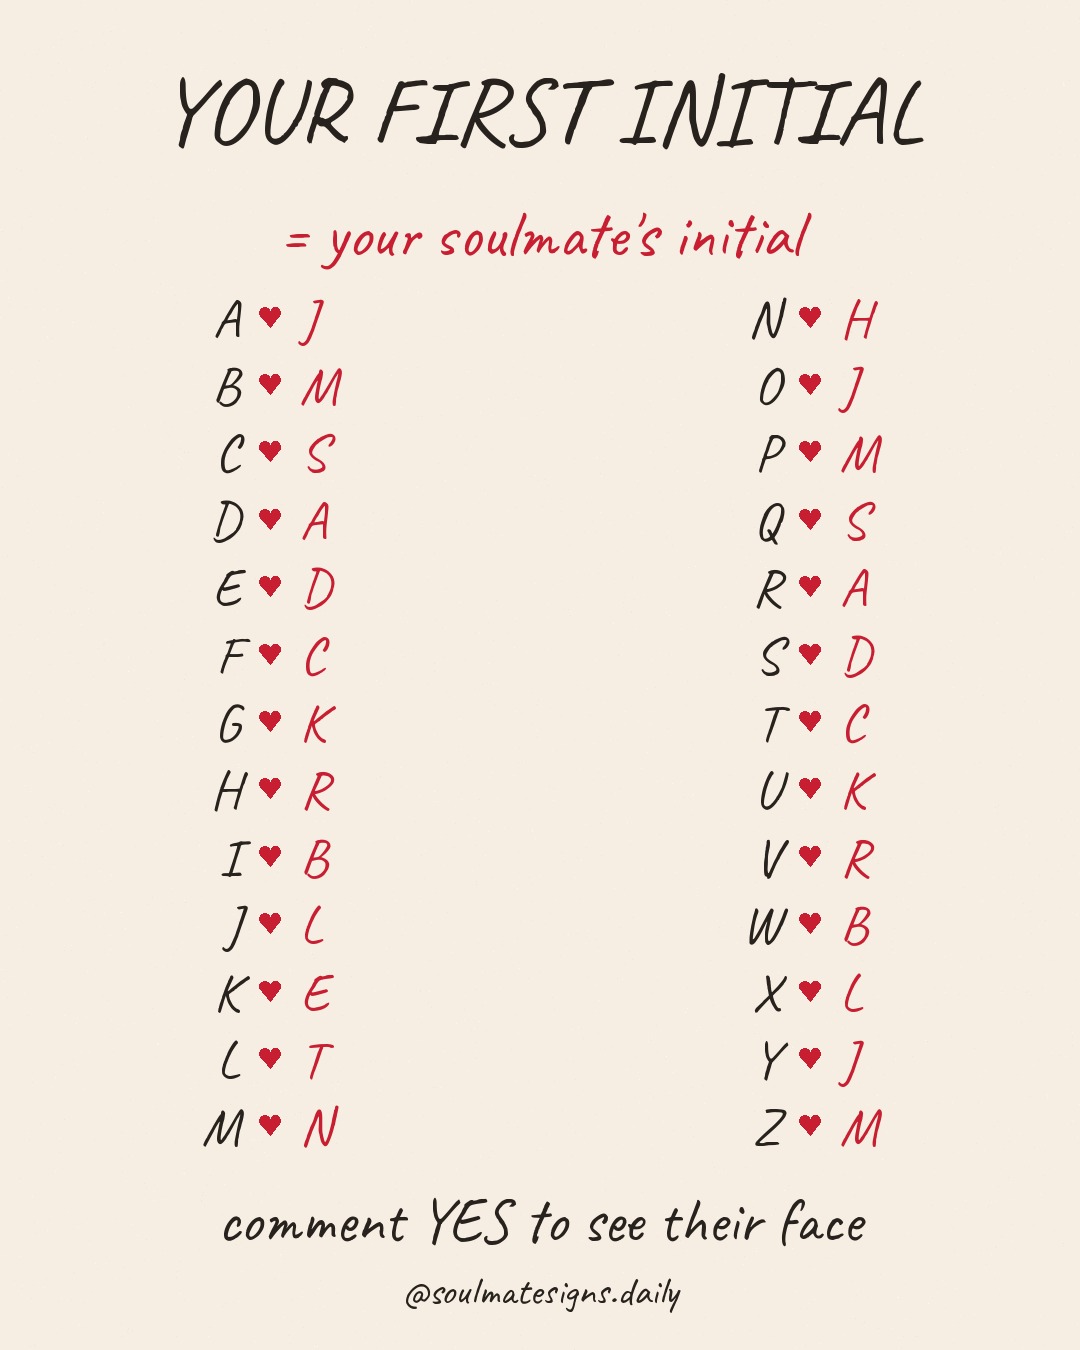 YOUR FIRST INITIAL
= your soulmate's initial
A ♥ J
B ♥ M
C ♥ S
D ♥ A
E ♥ D
F ♥ C
G ♥ K
H ♥ R
I ♥ B
J ♥ L
K ♥ E
L ♥ T
M ♥ N
N ♥ H
O ♥ J
P ♥ M
Q ♥ S
R ♥ A
S ♥ D
T ♥ C
U ♥ K
V ♥ R
W ♥ B
X ♥ L
Y ♥ J
Z ♥ M
comment YES to see their face
@soulmatesigns.daily